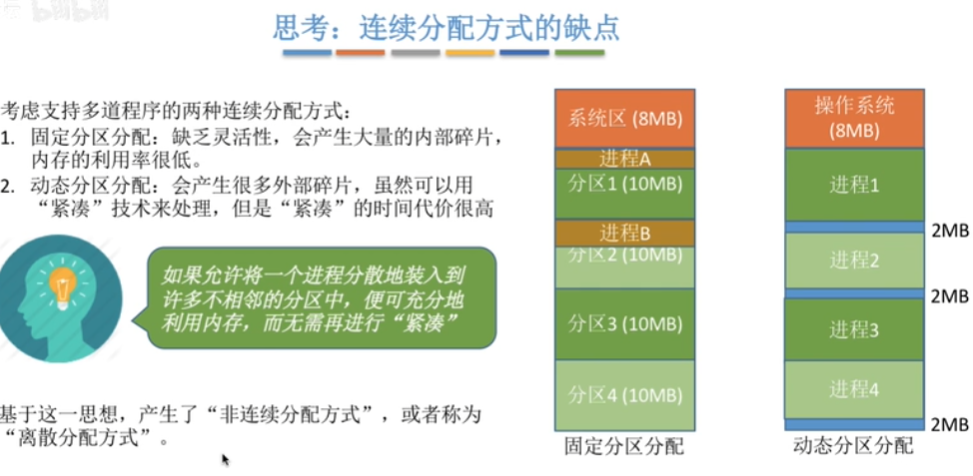 bilibili
思考：连续分配方式的缺点
考虑支持多道程序的两种连续分配方式：
1. 固定分区分配：缺乏灵活性，会产生大量的内部碎片，
内存的利用率很低。
2. 动态分区分配：会产生很多外部碎片，虽然可以用
“紧凑”技术来处理，但是“紧凑”的时间代价很高
如果允许将一个进程分散地装入到
许多不相邻的分区中，便可充分地
利用内存，而无需再进行“紧凑”
基于这一思想，产生了“非连续分配方式”，或者称为
“离散分配方式”。
系统区 (8MB)
进程A
分区1 (10MB)
进程B
分区2 (10MB)
分区3 (10MB)
分区4 (10MB)
固定分区分配
操作系统
(8MB)
进程1
2MB
进程2
2MB
进程3
进程4
2MB
动态分区分配